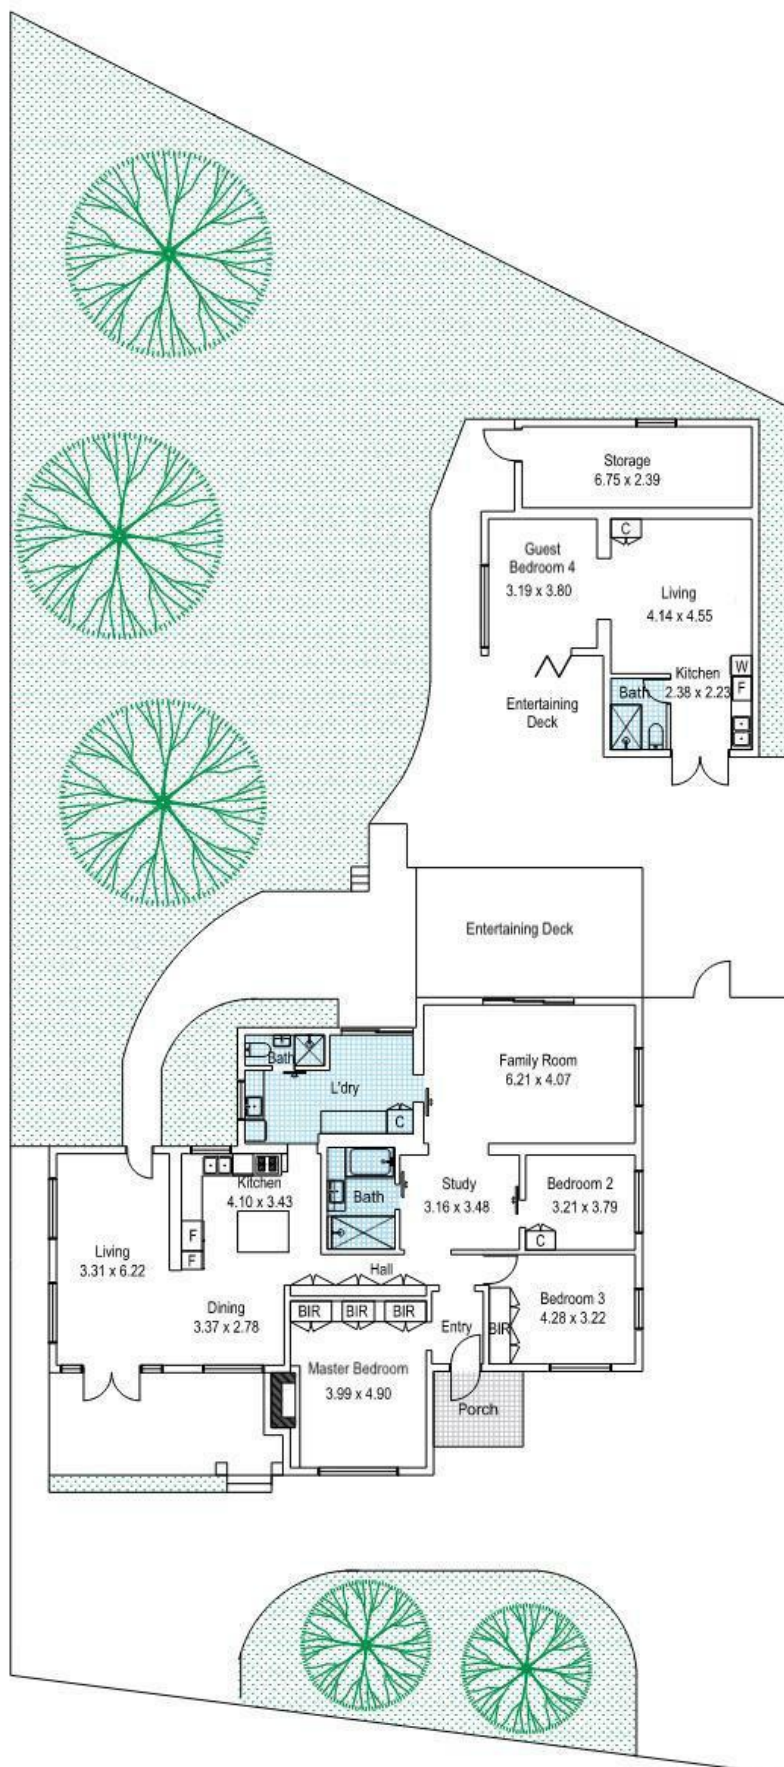 Storage
6.75 x 2.39
C
Guest
Bedroom 4
3.19 x 3.80
Living
4.14 x 4.55
W
F
Kitchen
2.38 x 2.23
Bath
Entertaining
Deck
Entertaining Deck
Family Room
6.21 x 4.07
Bath
L'dry
C
Kitchen
4.10 x 3.43
Bath
Study
3.16 x 3.48
Bedroom 2
3.21 x 3.79
C
F
F
Living
3.31 x 6.22
Hall
Dining
3.37 x 2.78
BIR
BIR
BIR
Entry
BIR
Bedroom 3
4.28 x 3.22
Master Bedroom
3.99 x 4.90
Porch